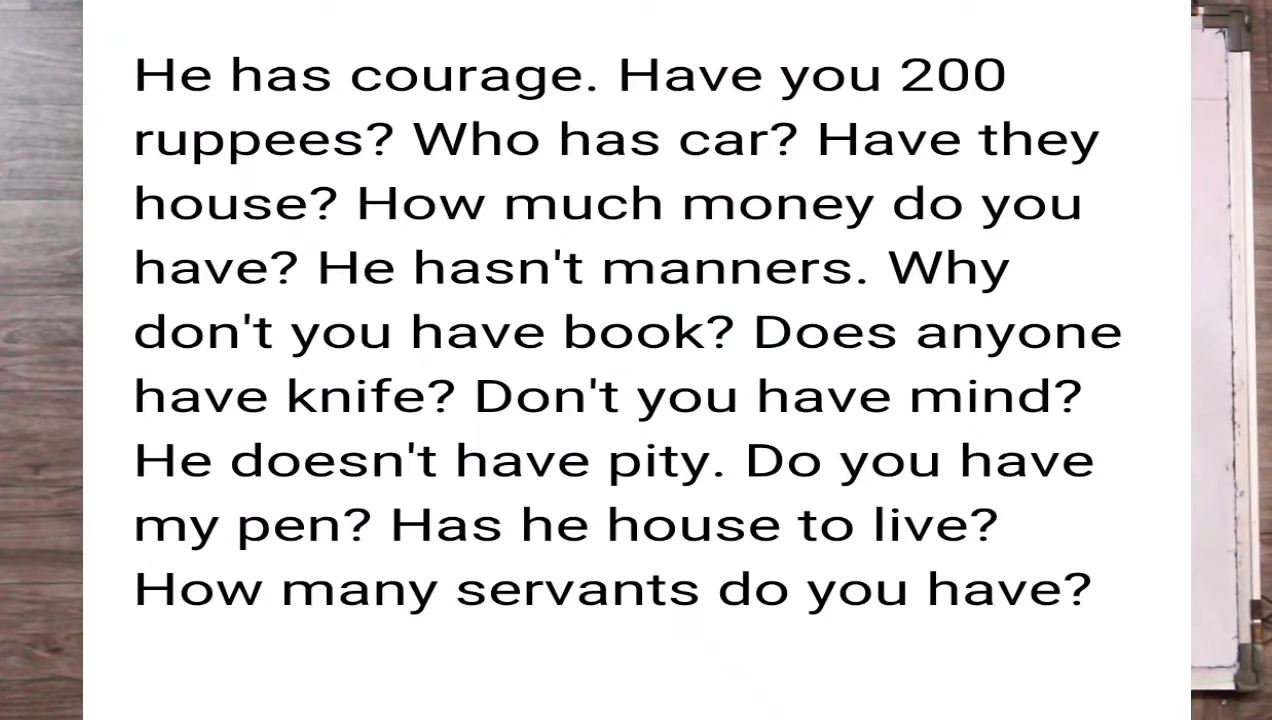 He has courage. Have you 200
ruppees? Who has car? Have they
house? How much money do you
have? He hasn't manners. Why
don't you have book? Does anyone
have knife? Don't you have mind?
He doesn't have pity. Do you have
my pen? Has he house to live?
How many servants do you have?